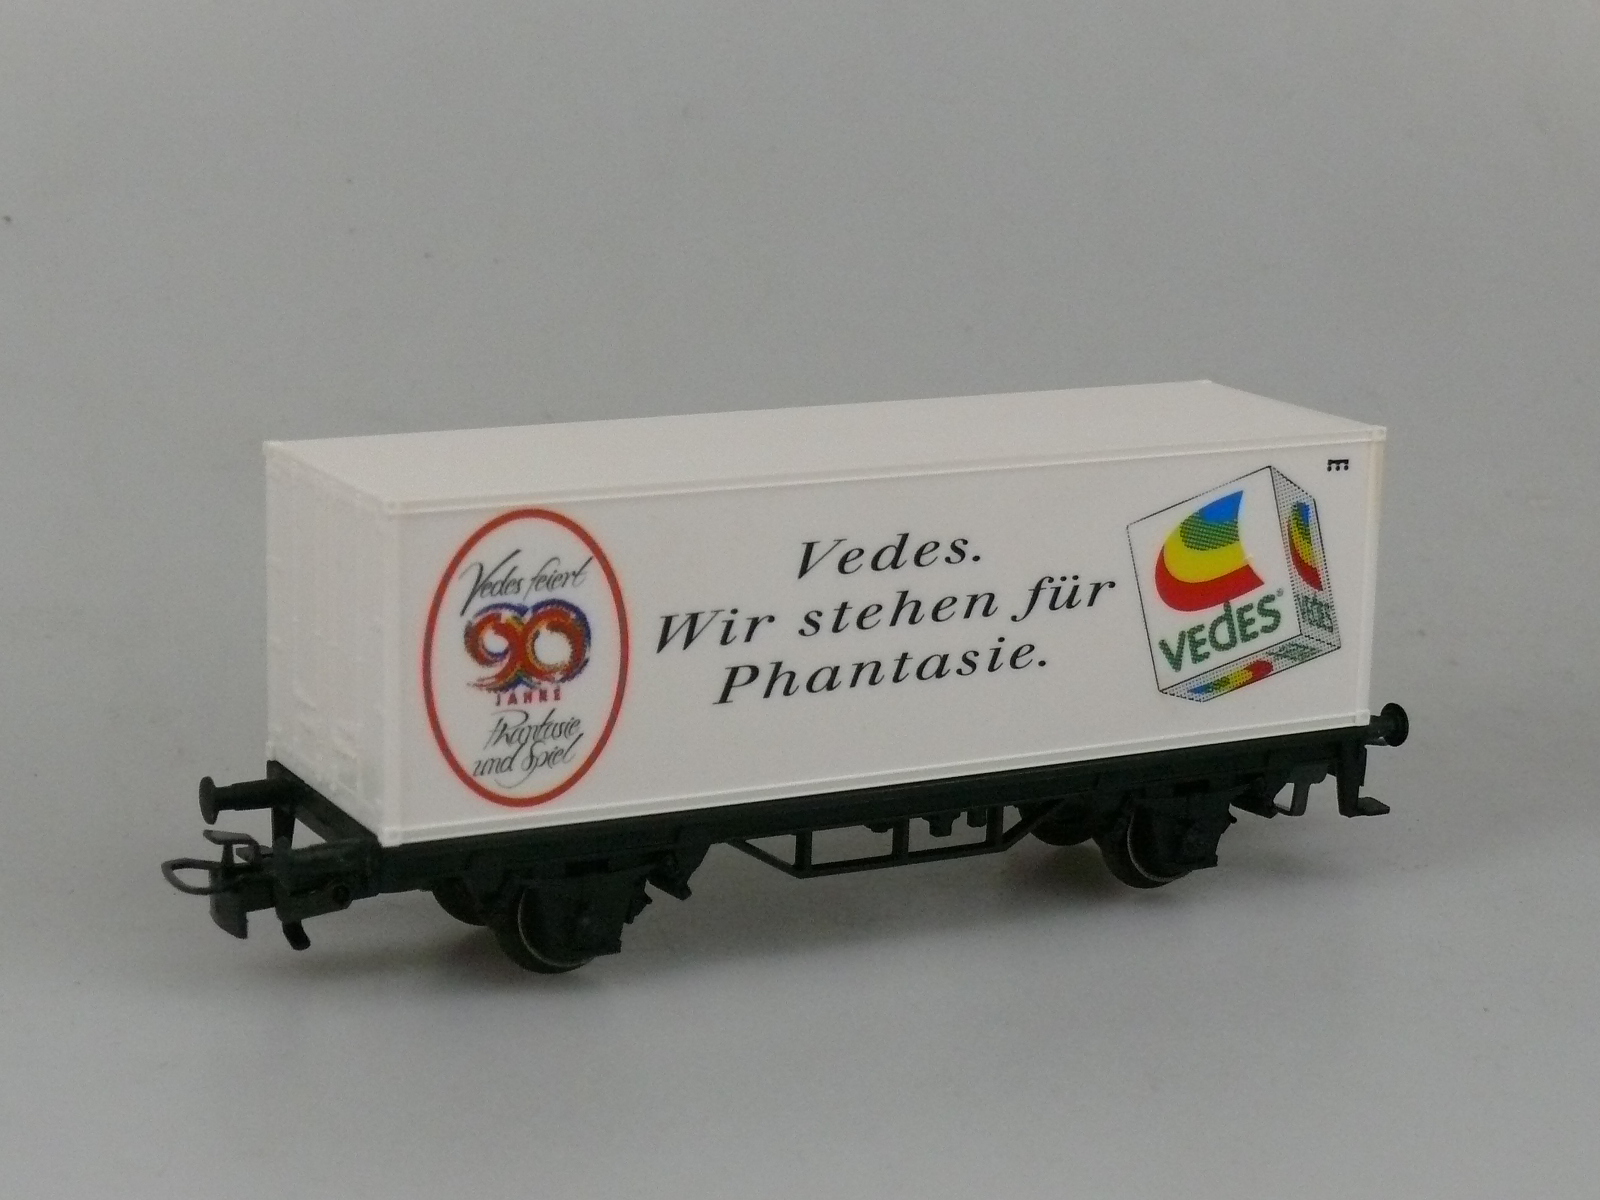 Vedes feiert
90
JAHRE
Phantasie
und Spiel
Vedes.
Wir stehen für
Phantasie.
VEDES®
VEDES